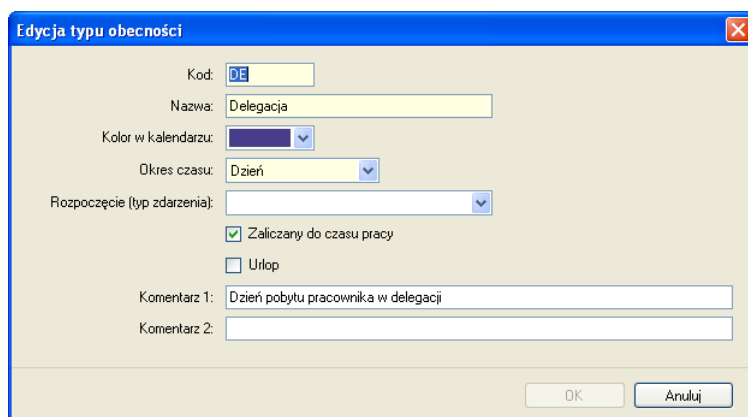 Edycja typu obecności
Kod: DE
Nazwa: Delegacja
Kolor w kalendarzu:
Okres czasu: Dzień
Rozpoczęcie (typ zdarzenia):
Zaliczany do czasu pracy
Urlop
Komentarz 1: Dzień pobytu pracownika w delegacji
Komentarz 2:
OK Anuluj